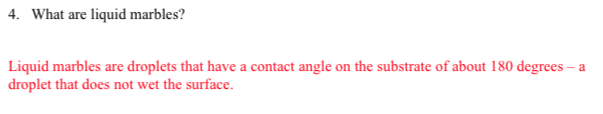 4. What are liquid marbles?
Liquid marbles are droplets that have a contact angle on the substrate of about 180 degrees – a
droplet that does not wet the surface.